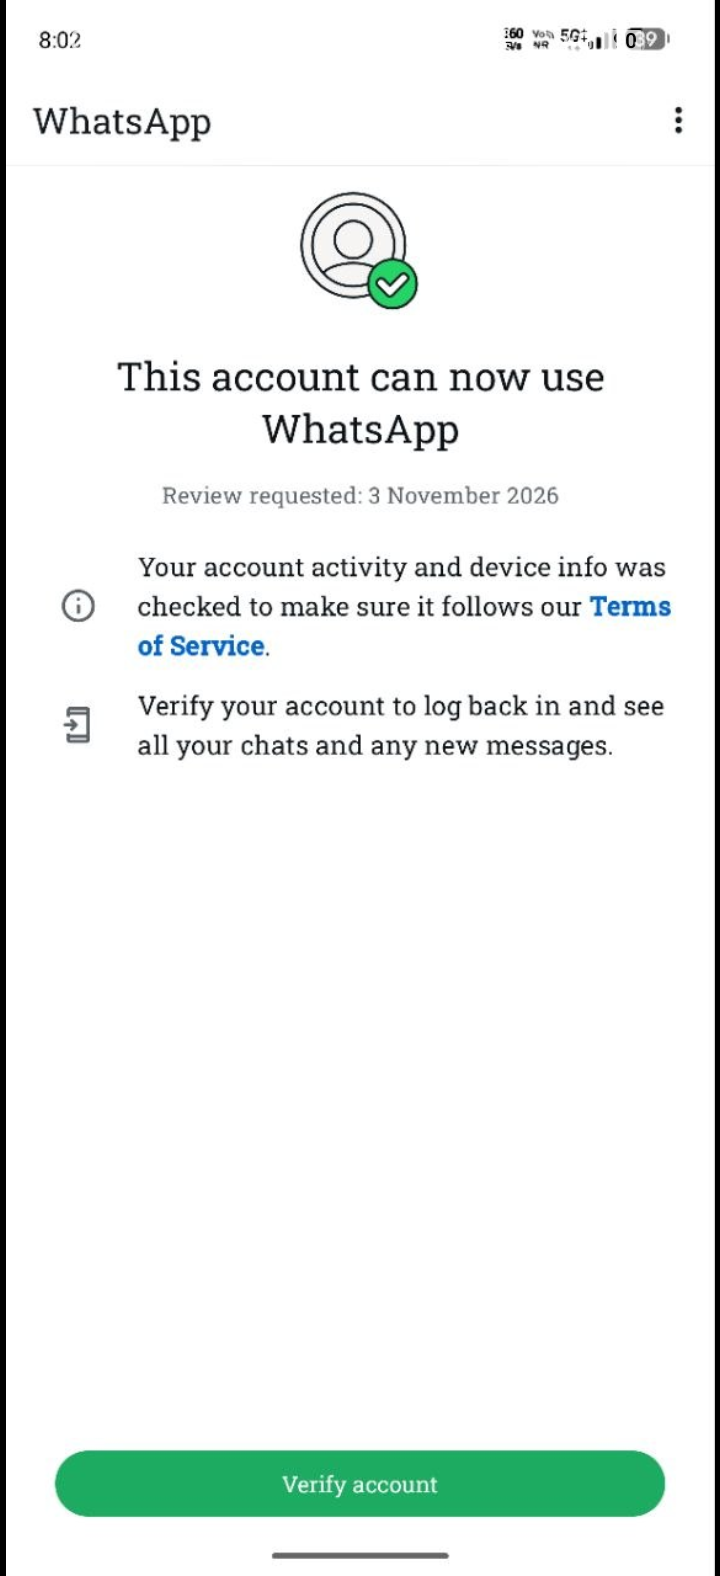 8:02
WhatsApp
This account can now use
WhatsApp
Review requested: 3 November 2026
Your account activity and device info was
checked to make sure it follows our Terms
of Service.
Verify your account to log back in and see
all your chats and any new messages.
Verify account